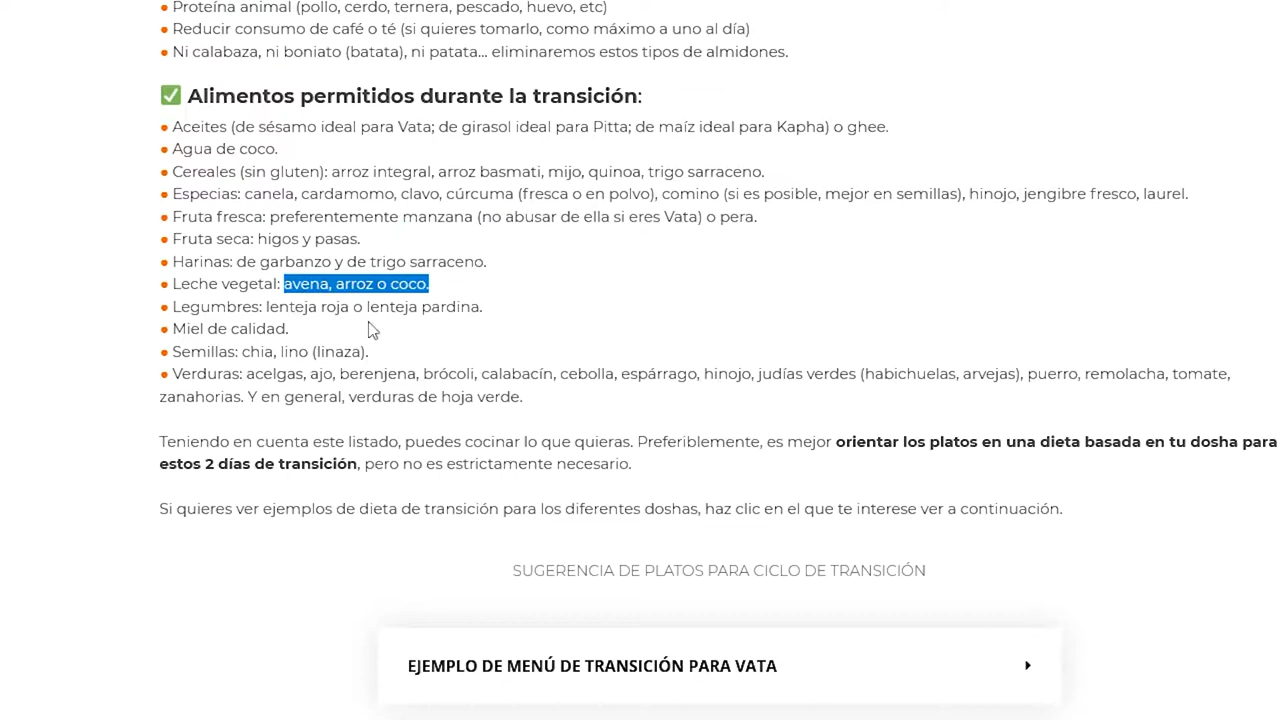 • Proteína animal (pollo, cerdo, ternera, pescado, huevo, etc)
• Reducir consumo de café o té (si quieres tomarlo, como máximo a uno al día)
• Ni calabaza, ni boniato (batata), ni patata... eliminaremos estos tipos de almidones.
✅ Alimentos permitidos durante la transición:
• Aceites (de sésamo ideal para Vata; de girasol ideal para Pitta; de maíz ideal para Kapha) o ghee.
• Agua de coco.
• Cereales (sin gluten): arroz integral, arroz basmati, mijo, quinoa, trigo sarraceno.
• Especias: canela, cardamomo, clavo, cúrcuma (fresca o en polvo), comino (si es posible, mejor en semillas), hinojo, jengibre fresco, laurel.
• Fruta fresca: preferentemente manzana (no abusar de ella si eres Vata) o pera.
• Fruta seca: higos y pasas.
• Harinas: de garbanzo y de trigo sarraceno.
• Leche vegetal: avena, arroz o coco.
• Legumbres: lenteja roja o lenteja pardina.
• Miel de calidad.
• Semillas: chia, lino (linaza).
• Verduras: acelgas, ajo, berenjena, brócoli, calabacín, cebolla, espárrago, hinojo, judías verdes (habichuelas, arvejas), puerro, remolacha, tomate,
zanahorias. Y en general, verduras de hoja verde.
Teniendo en cuenta este listado, puedes cocinar lo que quieras. Preferiblemente, es mejor orientar los platos en una dieta basada en tu dosha para
estos 2 días de transición, pero no es estrictamente necesario.
Si quieres ver ejemplos de dieta de transición para los diferentes doshas, haz clic en el que te interese ver a continuación.
SUGERENCIA DE PLATOS PARA CICLO DE TRANSICIÓN
EJEMPLO DE MENÚ DE TRANSICIÓN PARA VATA